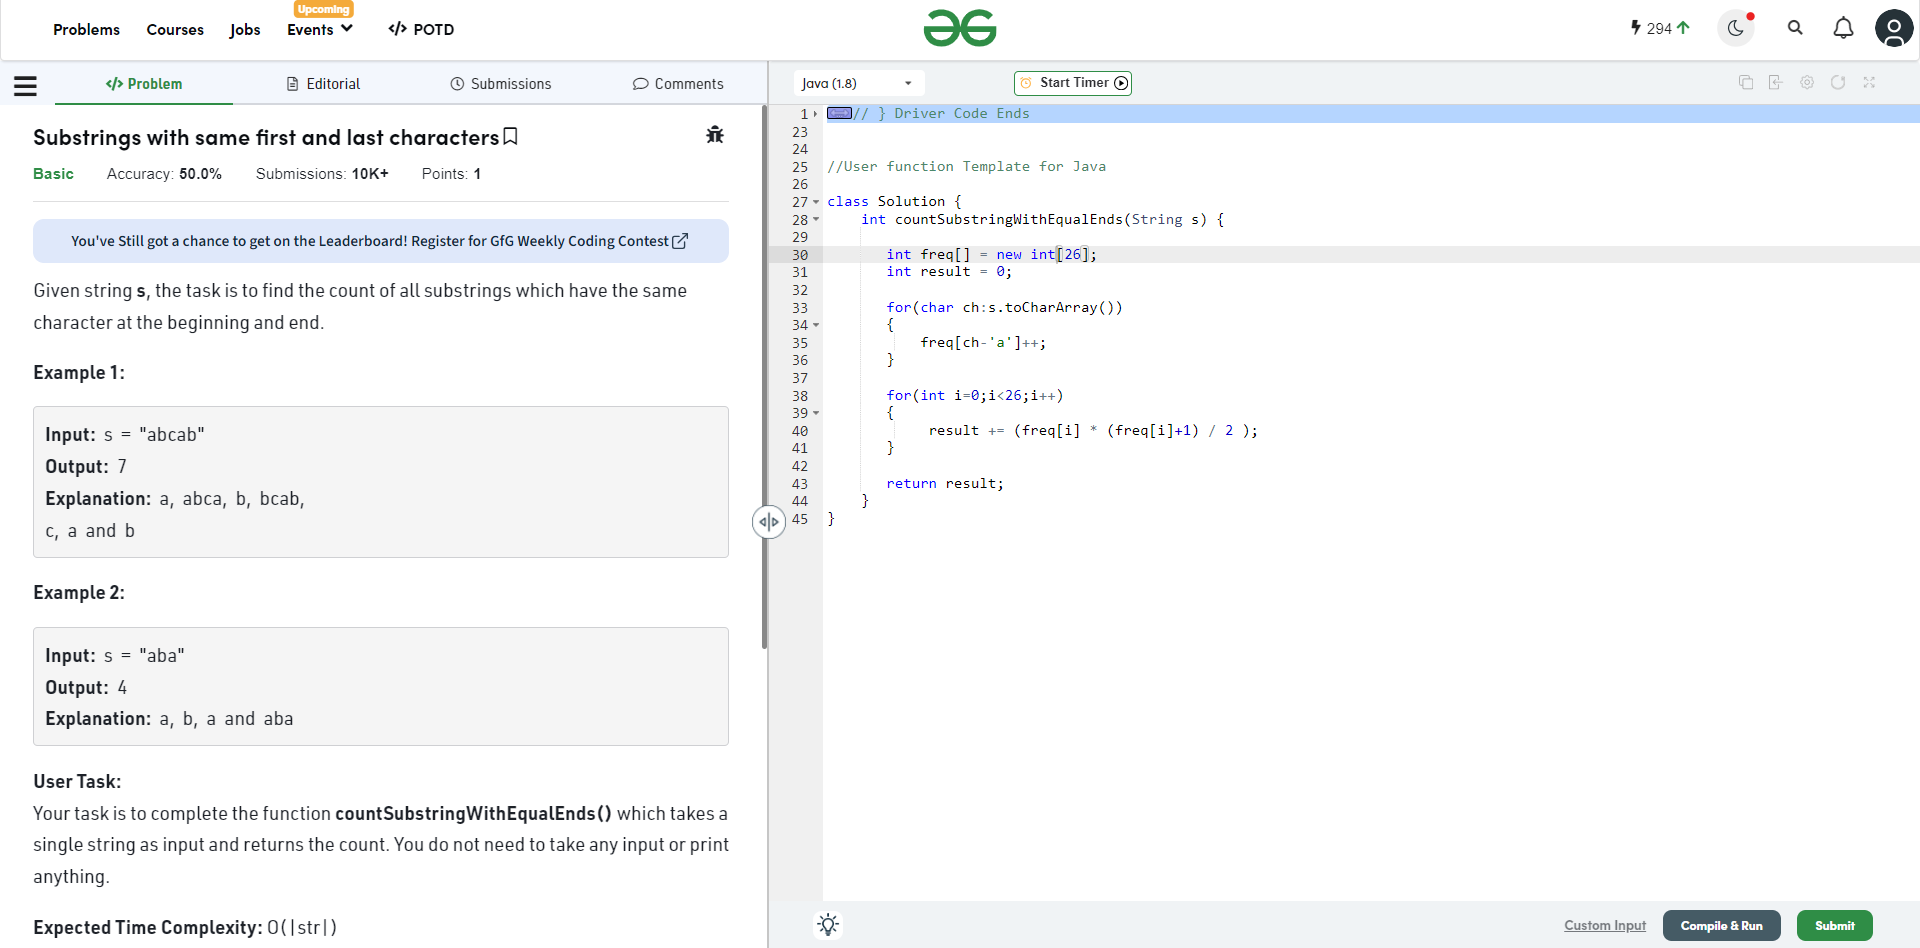 Problems Courses Jobs Upcoming Events </> POTD
294
</> Problem Editorial Submissions Comments
Substrings with same first and last characters
Basic Accuracy: 50.0% Submissions: 10K+ Points: 1
You've Still got a chance to get on the Leaderboard! Register for GfG Weekly Coding Contest
Given string s, the task is to find the count of all substrings which have the same
character at the beginning and end.
Example 1:
Input: s = "abcab"
Output: 7
Explanation: a, abca, b, bcab,
c, a and b
Example 2:
Input: s = "aba"
Output: 4
Explanation: a, b, a and aba
User Task:
Your task is to complete the function countSubstringWithEqualEnds() which takes a
single string as input and returns the count. You do not need to take any input or print
anything.
Expected Time Complexity: O(|str|)
Java (1.8) Start Timer
1 // } Driver Code Ends
23
24
25 //User function Template for Java
26
27 class Solution {
28 int countSubstringWithEqualEnds(String s) {
29
30 int freq[] = new int[26];
31 int result = 0;
32
33 for(char ch:s.toCharArray())
34 {
35 freq[ch-'a']++;
36 }
37
38 for(int i=0;i<26;i++)
39 {
40 result += (freq[i] * (freq[i]+1) / 2 );
41 }
42
43 return result;
44 }
45 }
Custom Input Compile & Run Submit